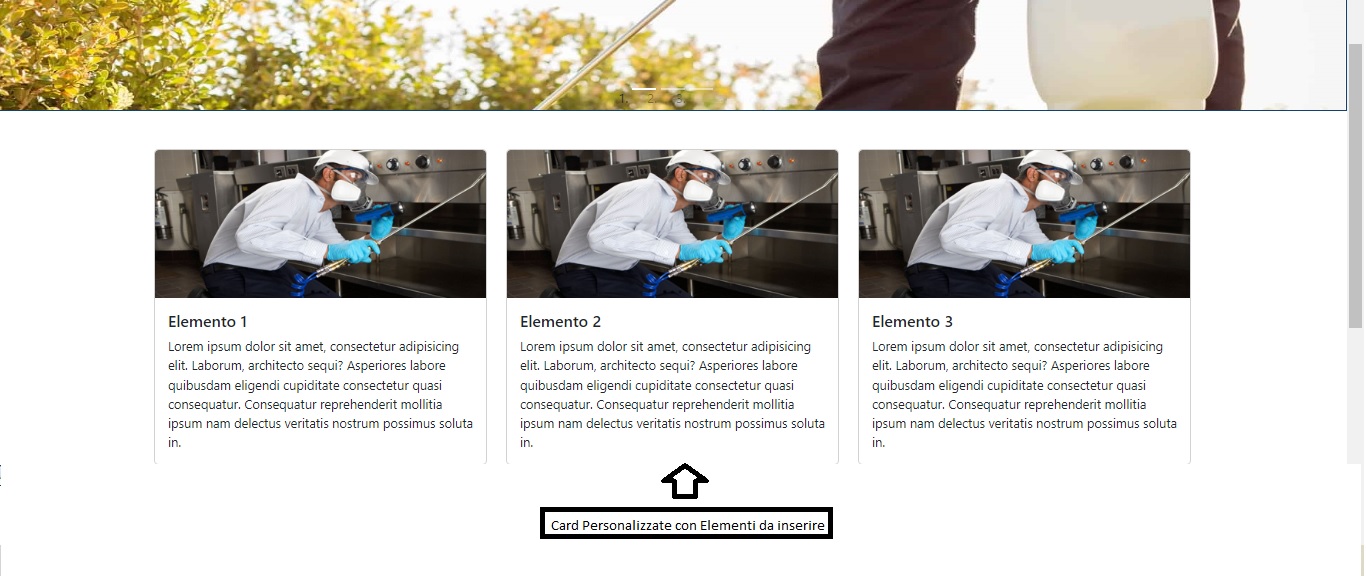 1 2 3
Elemento 1
Lorem ipsum dolor sit amet, consectetur adipisicing
elit. Laborum, architecto sequi? Asperiores labore
quibusdam eligendi cupiditate consectetur quasi
consequatur. Consequatur reprehenderit mollitia
ipsum nam delectus veritatis nostrum possimus soluta
in.
Elemento 2
Lorem ipsum dolor sit amet, consectetur adipisicing
elit. Laborum, architecto sequi? Asperiores labore
quibusdam eligendi cupiditate consectetur quasi
consequatur. Consequatur reprehenderit mollitia
ipsum nam delectus veritatis nostrum possimus soluta
in.
Elemento 3
Lorem ipsum dolor sit amet, consectetur adipisicing
elit. Laborum, architecto sequi? Asperiores labore
quibusdam eligendi cupiditate consectetur quasi
consequatur. Consequatur reprehenderit mollitia
ipsum nam delectus veritatis nostrum possimus soluta
in.
Card Personalizzate con Elementi da inserire